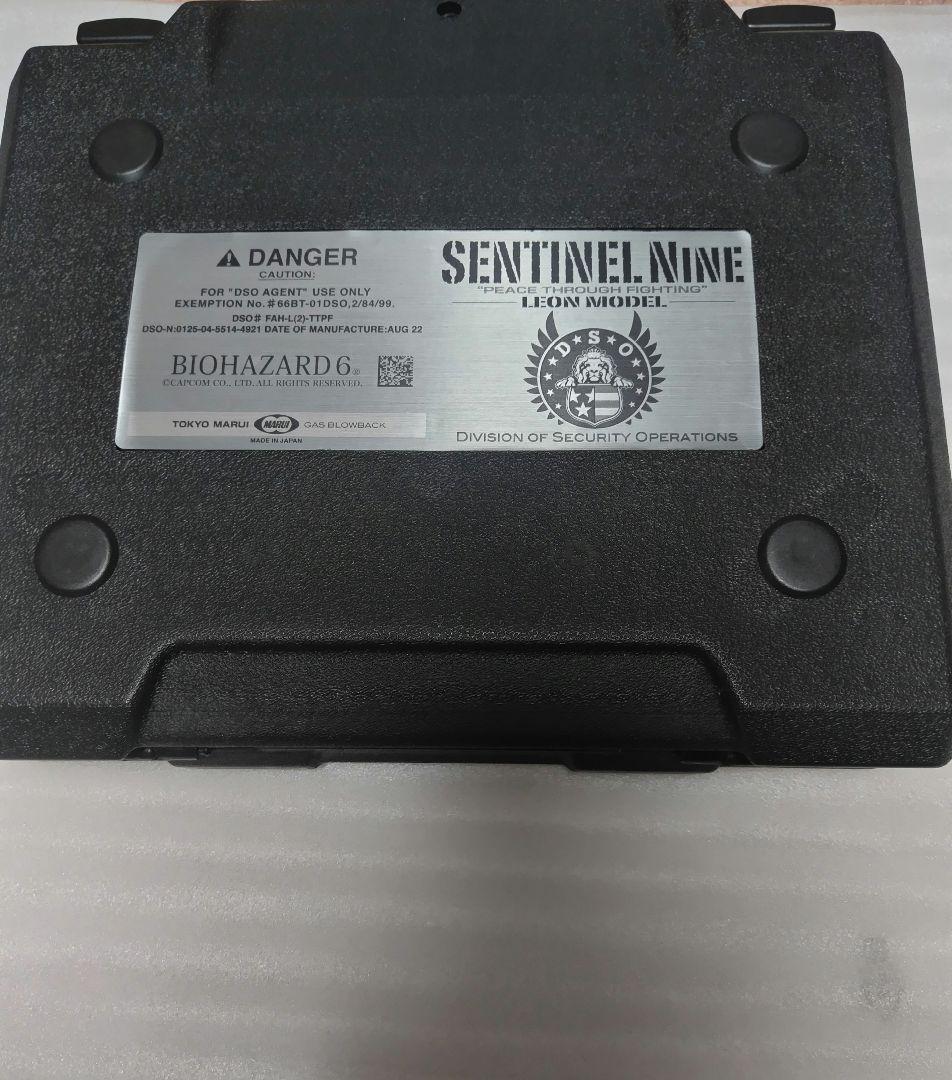 ⚠ DANGER
CAUTION:
FOR "DSO AGENT" USE ONLY
EXEMPTION No.#66BT-01DSO,2/84/99.
DSO# FAH-L(2)-TTPF
DSO-N:0125-04-5514-4921 DATE OF MANUFACTURE:AUG 22
BIOHAZARD 6®
©CAPCOM CO., LTD. ALL RIGHTS RESERVED.
TOKYO MARUI MARUI GAS BLOWBACK
MADE IN JAPAN
SENTINEL NINE
"PEACE THROUGH FIGHTING"
LEON MODEL
DSO
DIVISION OF SECURITY OPERATIONS